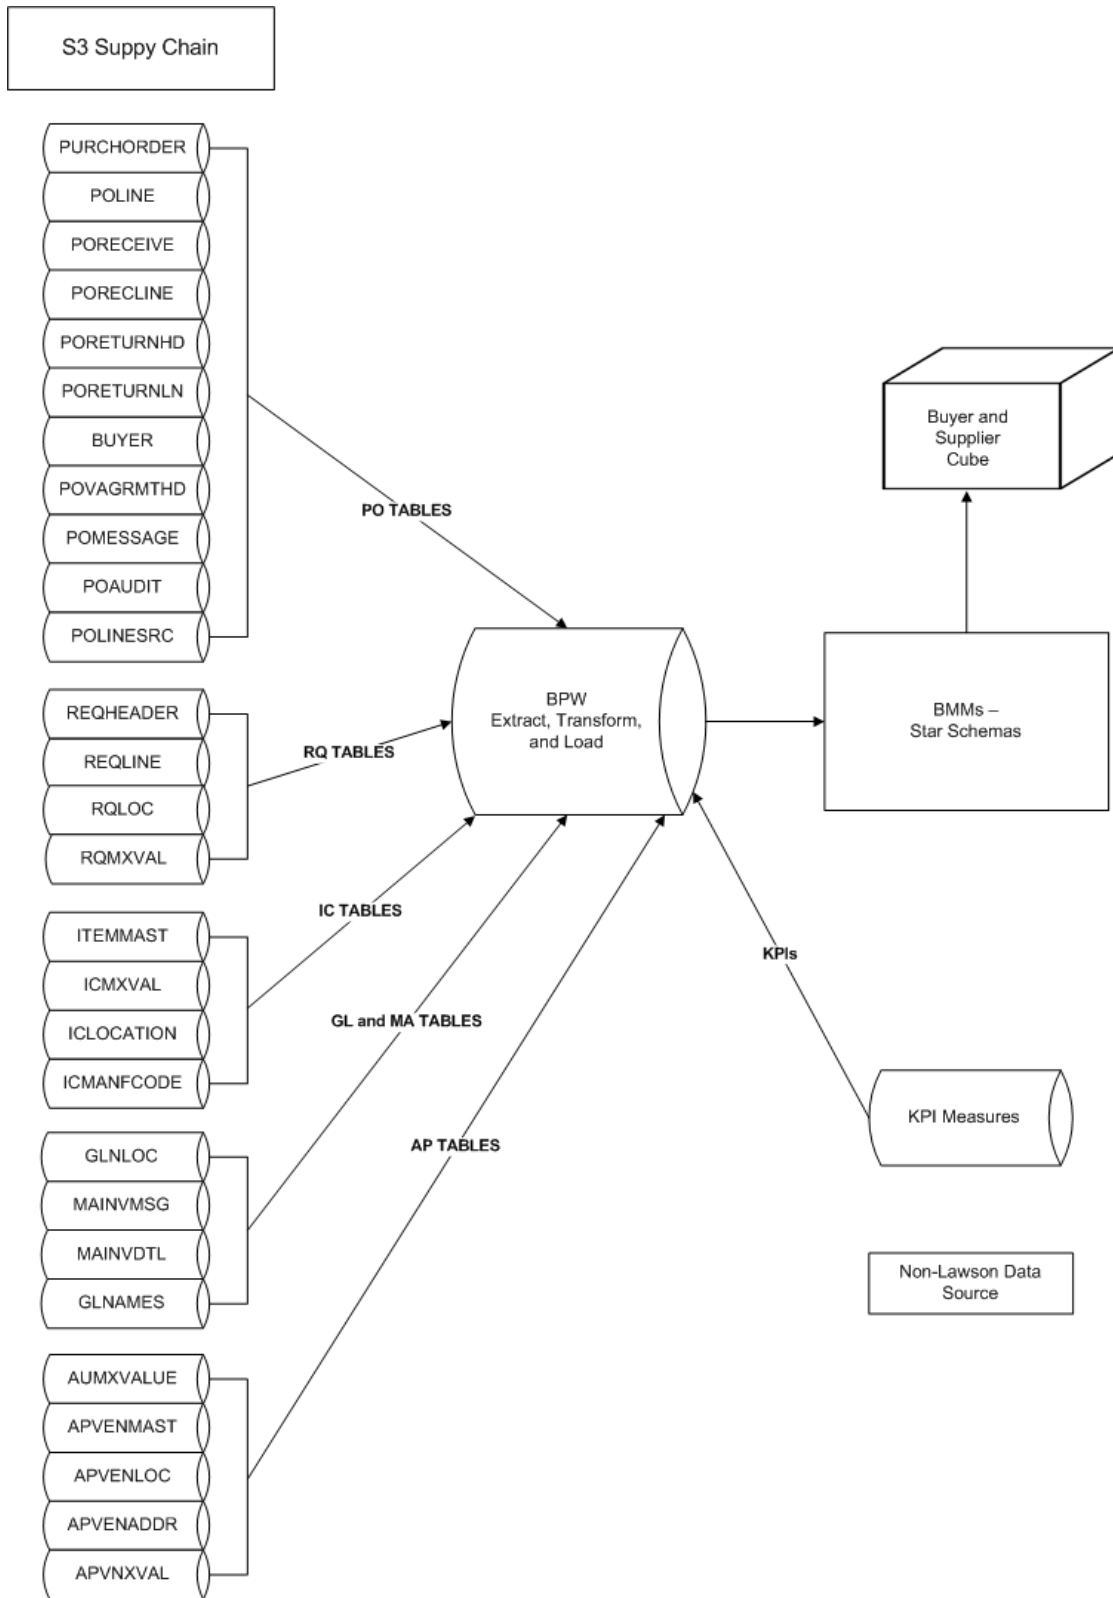 S3 Suppy Chain
PURCHORDER
POLINE
PORECEIVE
PORECLINE
PORETURNHD
PORETURNLN
BUYER
POVAGRMTHD
POMESSAGE
POAUDIT
POLINESRC
PO TABLES
REQHEADER
REQLINE
RQLOC
RQMXVAL
RQ TABLES
ITEMMAST
ICMXVAL
ICLOCATION
ICMANFCODE
IC TABLES
GLNLOC
MAINVMSG
MAINVDTL
GLNAMES
GL and MA TABLES
AUMXVALUE
APVENMAST
APVENLOC
APVENADDR
APVNXVAL
AP TABLES
BPW
Extract, Transform,
and Load
BMMs –
Star Schemas
Buyer and
Supplier
Cube
KPIs
KPI Measures
Non-Lawson Data
Source